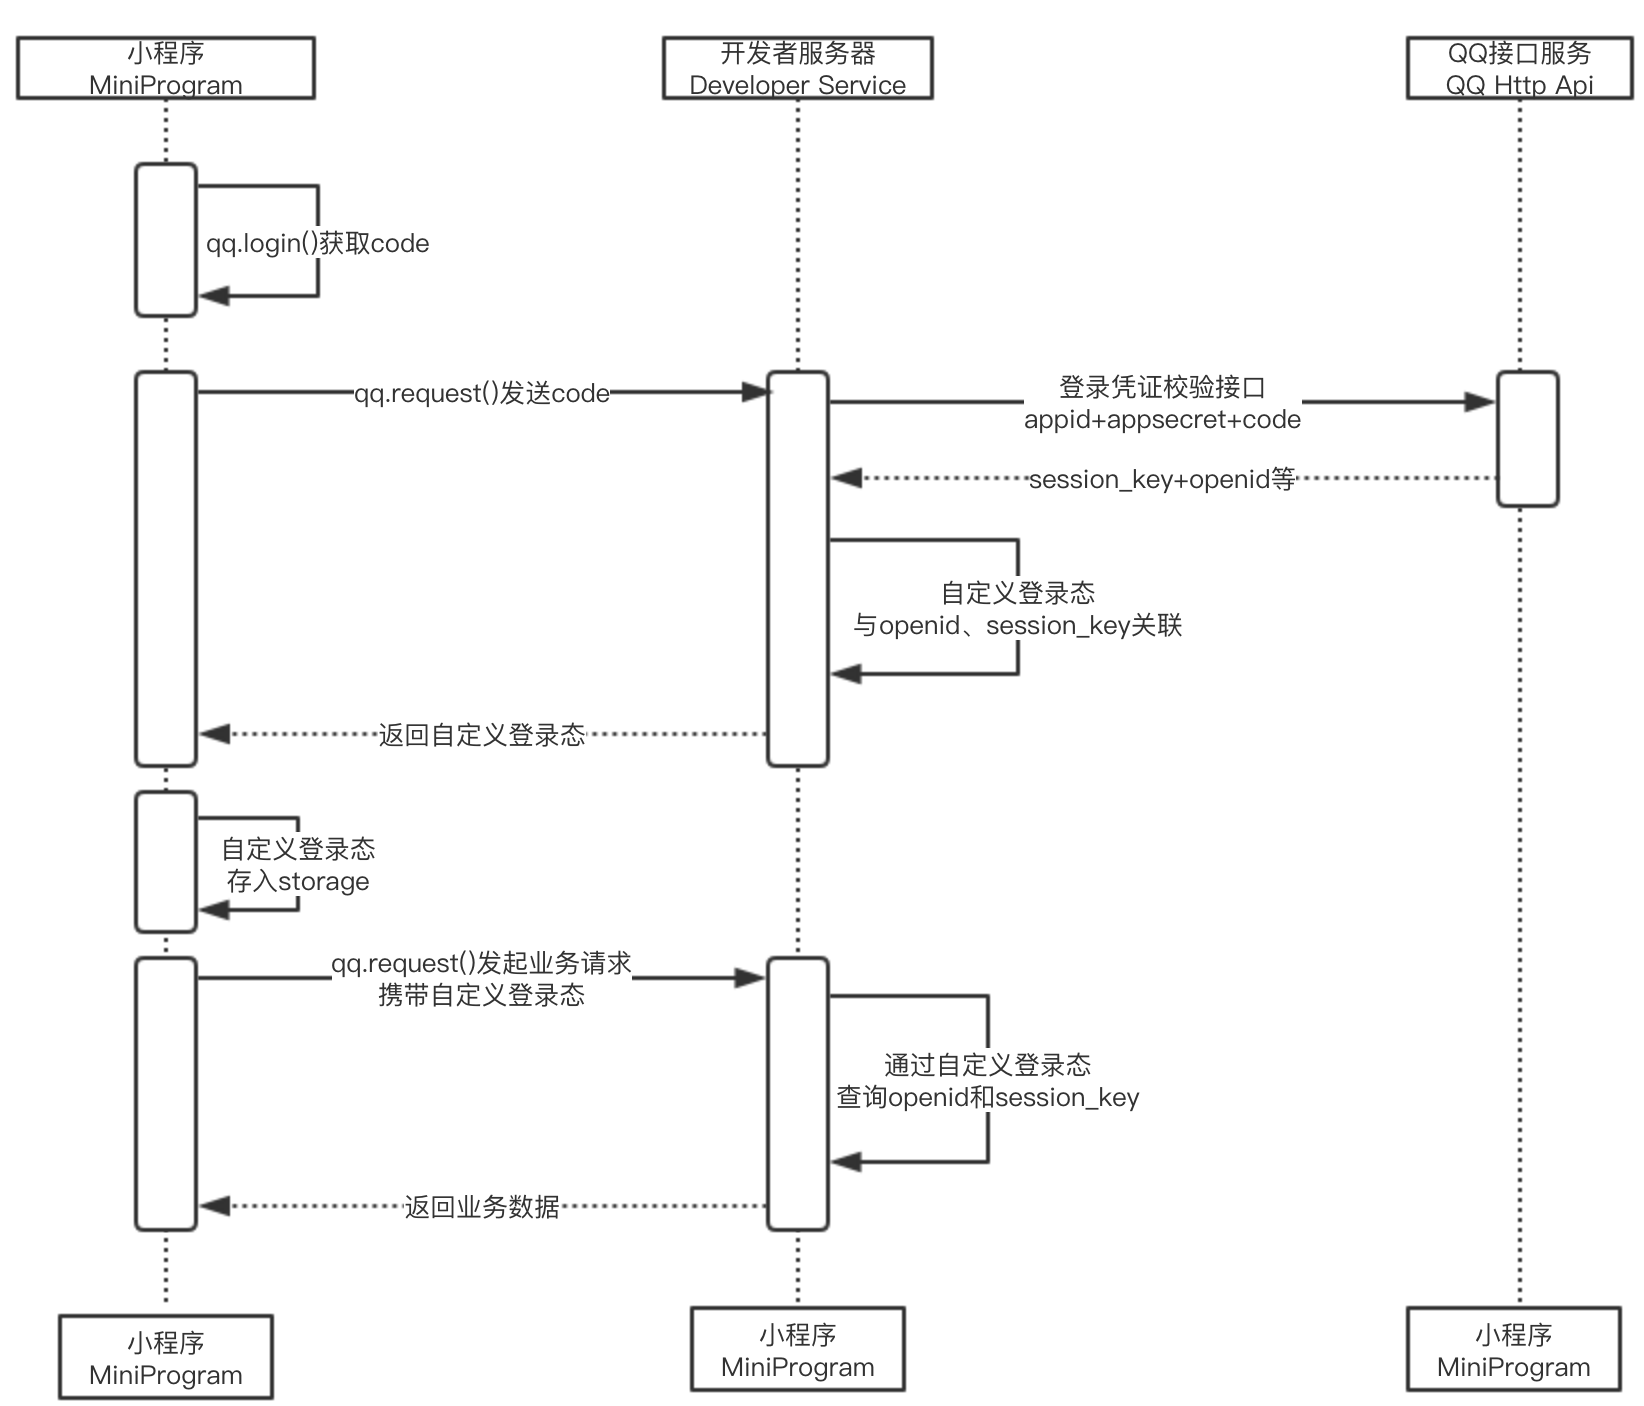 小程序
MiniProgram
开发者服务器
Developer Service
QQ接口服务
QQ Http Api
qq.login()获取code
qq.request()发送code
登录凭证校验接口
appid+appsecret+code
session_key+openid等
自定义登录态
与openid、session_key关联
返回自定义登录态
自定义登录态
存入storage
qq.request()发起业务请求
携带自定义登录态
通过自定义登录态
查询openid和session_key
返回业务数据
小程序
MiniProgram
小程序
MiniProgram
小程序
MiniProgram